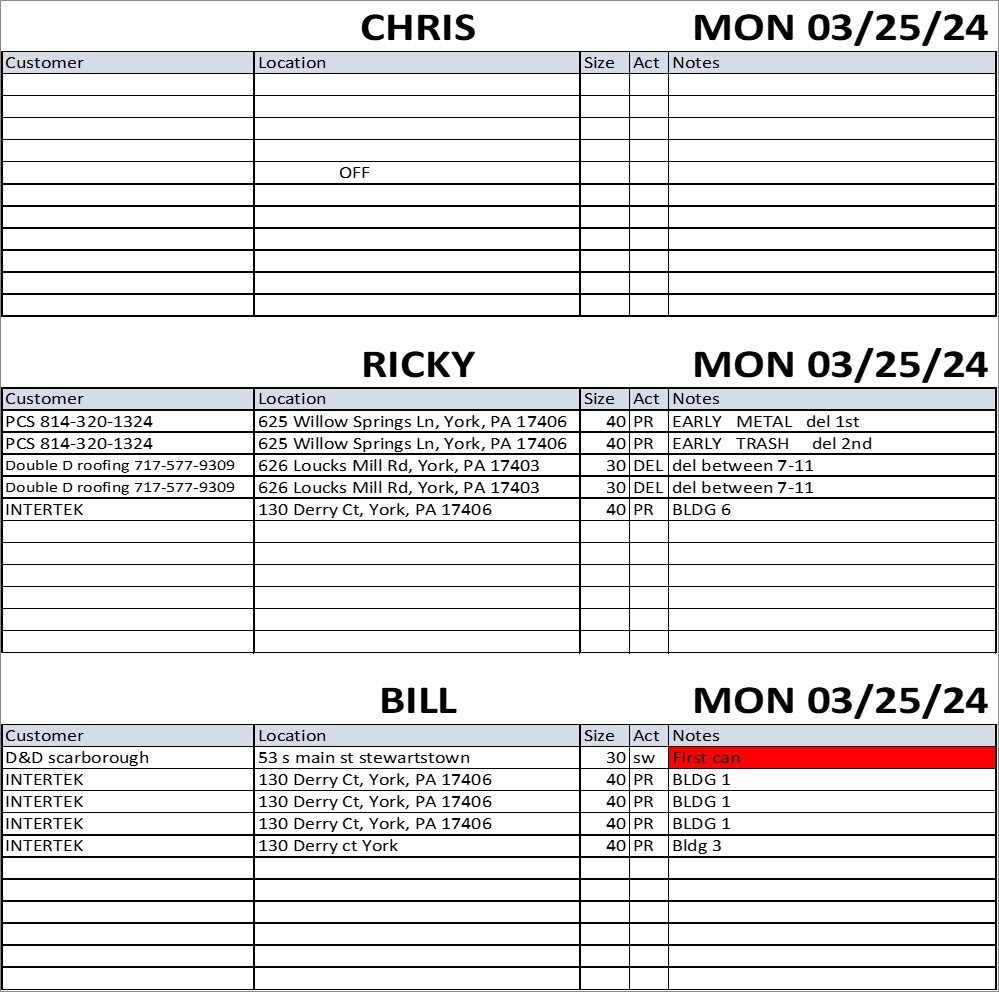 CHRIS MON 03/25/24
Customer Location Size Act Notes
OFF
RICKY MON 03/25/24
Customer Location Size Act Notes
PCS 814-320-1324 625 Willow Springs Ln, York, PA 17406 40 PR EARLY METAL del 1st
PCS 814-320-1324 625 Willow Springs Ln, York, PA 17406 40 PR EARLY TRASH del 2nd
Double D roofing 717-577-9309 626 Loucks Mill Rd, York, PA 17403 30 DEL del between 7-11
Double D roofing 717-577-9309 626 Loucks Mill Rd, York, PA 17403 30 DEL del between 7-11
INTERTEK 130 Derry Ct, York, PA 17406 40 PR BLDG 6
BILL MON 03/25/24
Customer Location Size Act Notes
D&D scarborough 53 s main st stewartstown 30 sw First can
INTERTEK 130 Derry Ct, York, PA 17406 40 PR BLDG 1
INTERTEK 130 Derry Ct, York, PA 17406 40 PR BLDG 1
INTERTEK 130 Derry Ct, York, PA 17406 40 PR BLDG 1
INTERTEK 130 Derry ct York 40 PR Bldg 3